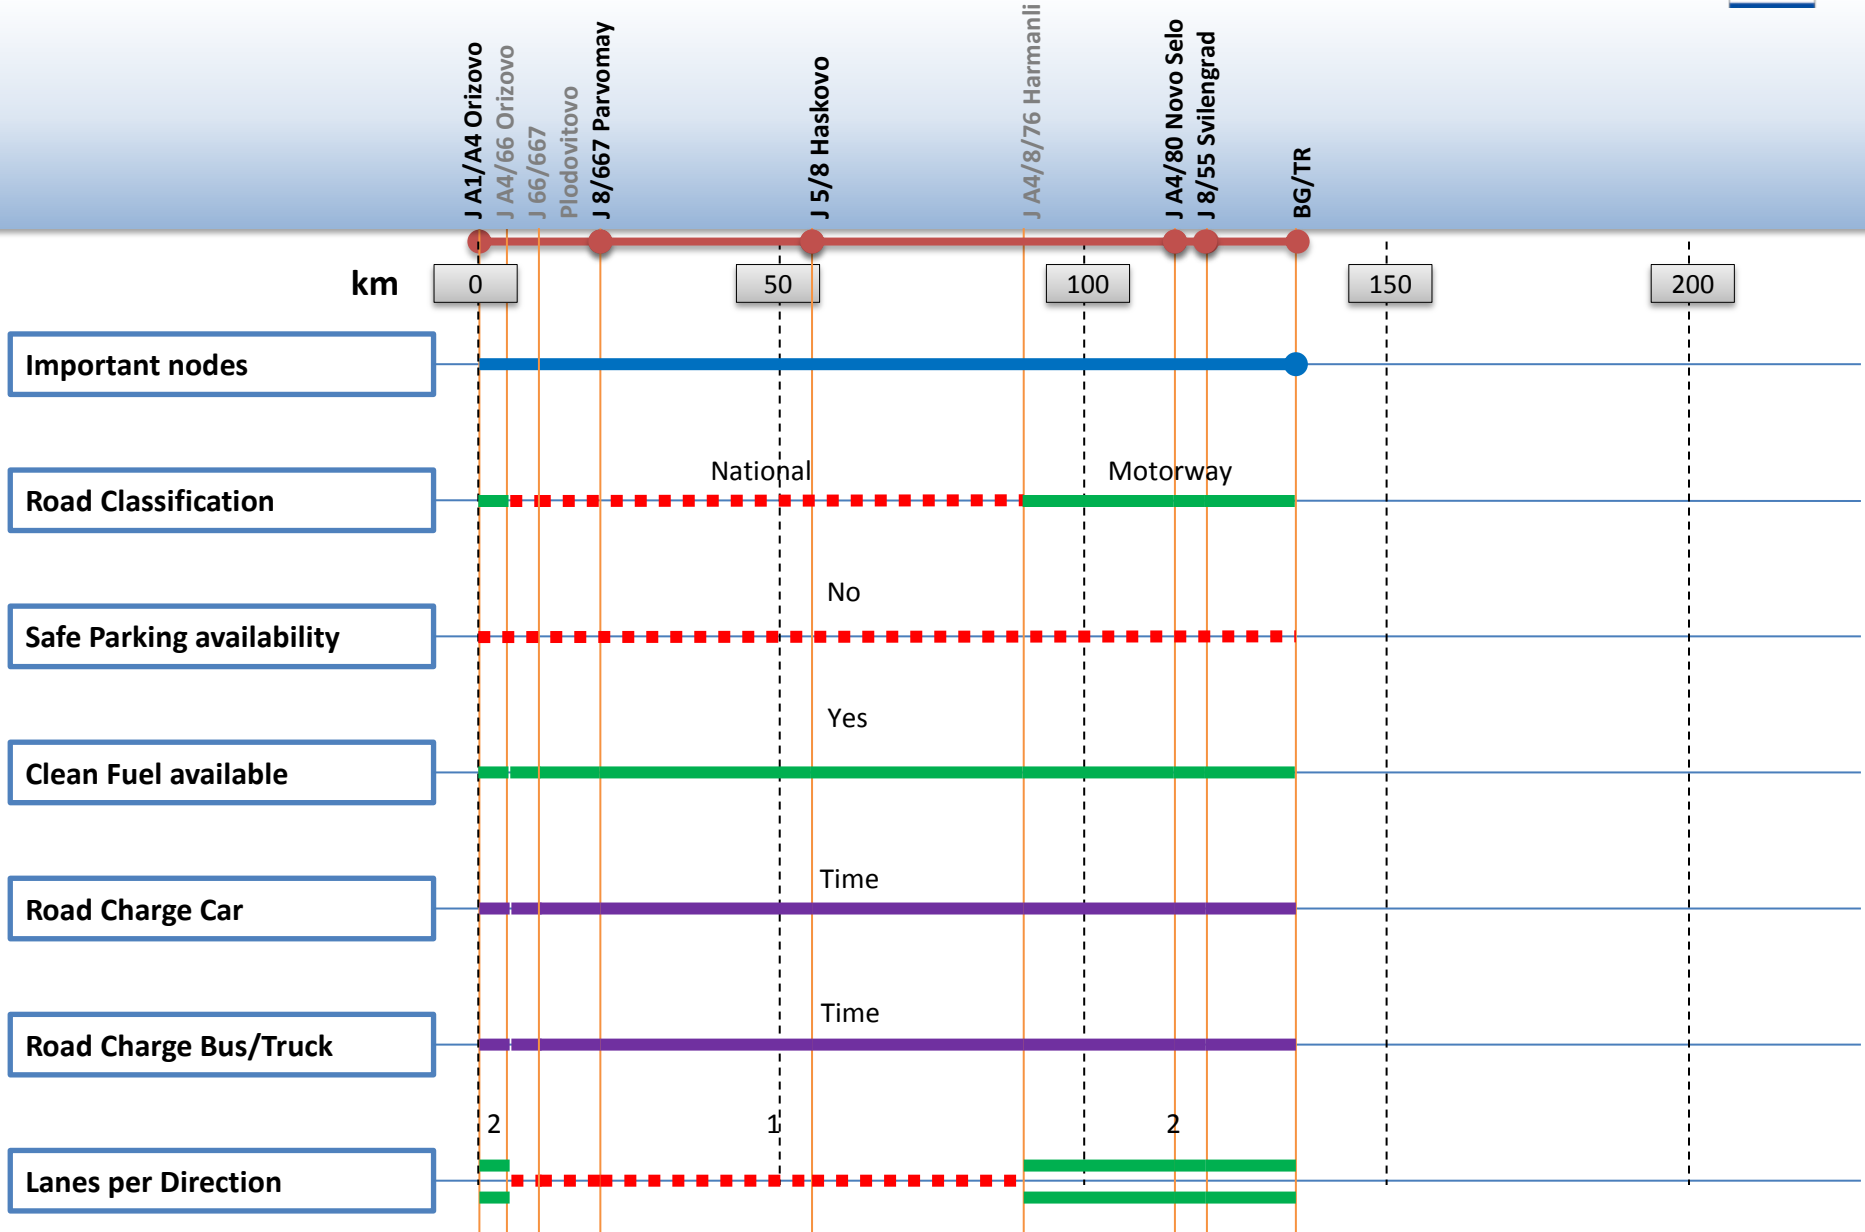 J A1/A4 Orizovo
J A4/66 Orizovo
J 66/667
Plodovitovo
J 8/667 Parvomay
J 5/8 Haskovo
J A4/8/76 Harmanli
J A4/80 Novo Selo
J 8/55 Svilengrad
BG/TR
km
0
50
100
150
200
Important nodes
National
Motorway
Road Classification
No
Safe Parking availability
Yes
Clean Fuel available
Time
Road Charge Car
Time
Road Charge Bus/Truck
2
1
2
Lanes per Direction